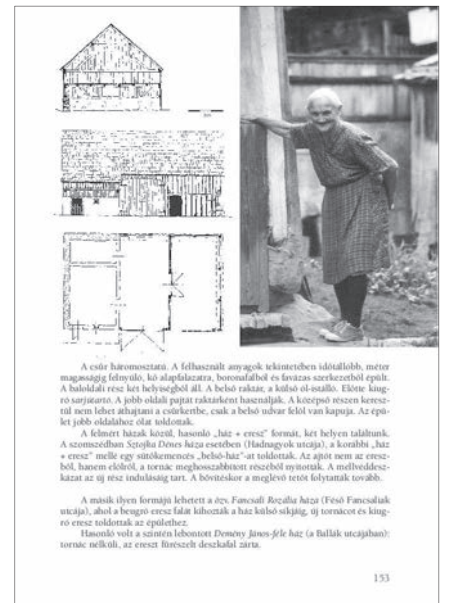 A csűr háromosztatú. A felhasznált anyagok tekintetében időtállóbb, méter
magasságig felnyúló, kő alapfalazatra, boronafalból és favázas szerkezetből épült.
A baloldali rész két helyiségből áll. A belső raktár, a külső ól-istálló. Előtte kiug-
ró sarjútartó. A jobb oldali pajtát raktárként használják. A középső részen keresz-
tül nem lehet áthajtani a csűrkertbe, csak a belső udvar felől van kapuja. Az épü-
let jobb oldalához ólat toldottak.
A felmért házak közül, hasonló „ház + eresz” formát, két helyen találtunk.
A szomszédban Sztojka Dénes háza esetében (Hadnagyok utcája), a korábbi „ház
+ eresz” mellé egy sütőkemencés „belső-ház”-at toldottak. Az ajtót nem az eresz-
ből, hanem elölről, a tornác meghosszabbított részéből nyitották. A mellvéddesz-
kázat az új rész indulásáig tart. A bővítéskor a meglévő tetőt folytatták tovább.
A másik ilyen formájú lehetett a özv. Fancsali Rozália háza (Féső Fancsaliak
utcája), ahol a beugró eresz falát kihozták a ház külső síkjáig, új tornácot és kiug-
ró eresz toldottak az épülethez.
Hasonló volt a szintén lebontott Demény János-féle ház (a Ballák utcájában):
tornác nélküli, az ereszt fűrészelt deszkafal zárta.
153